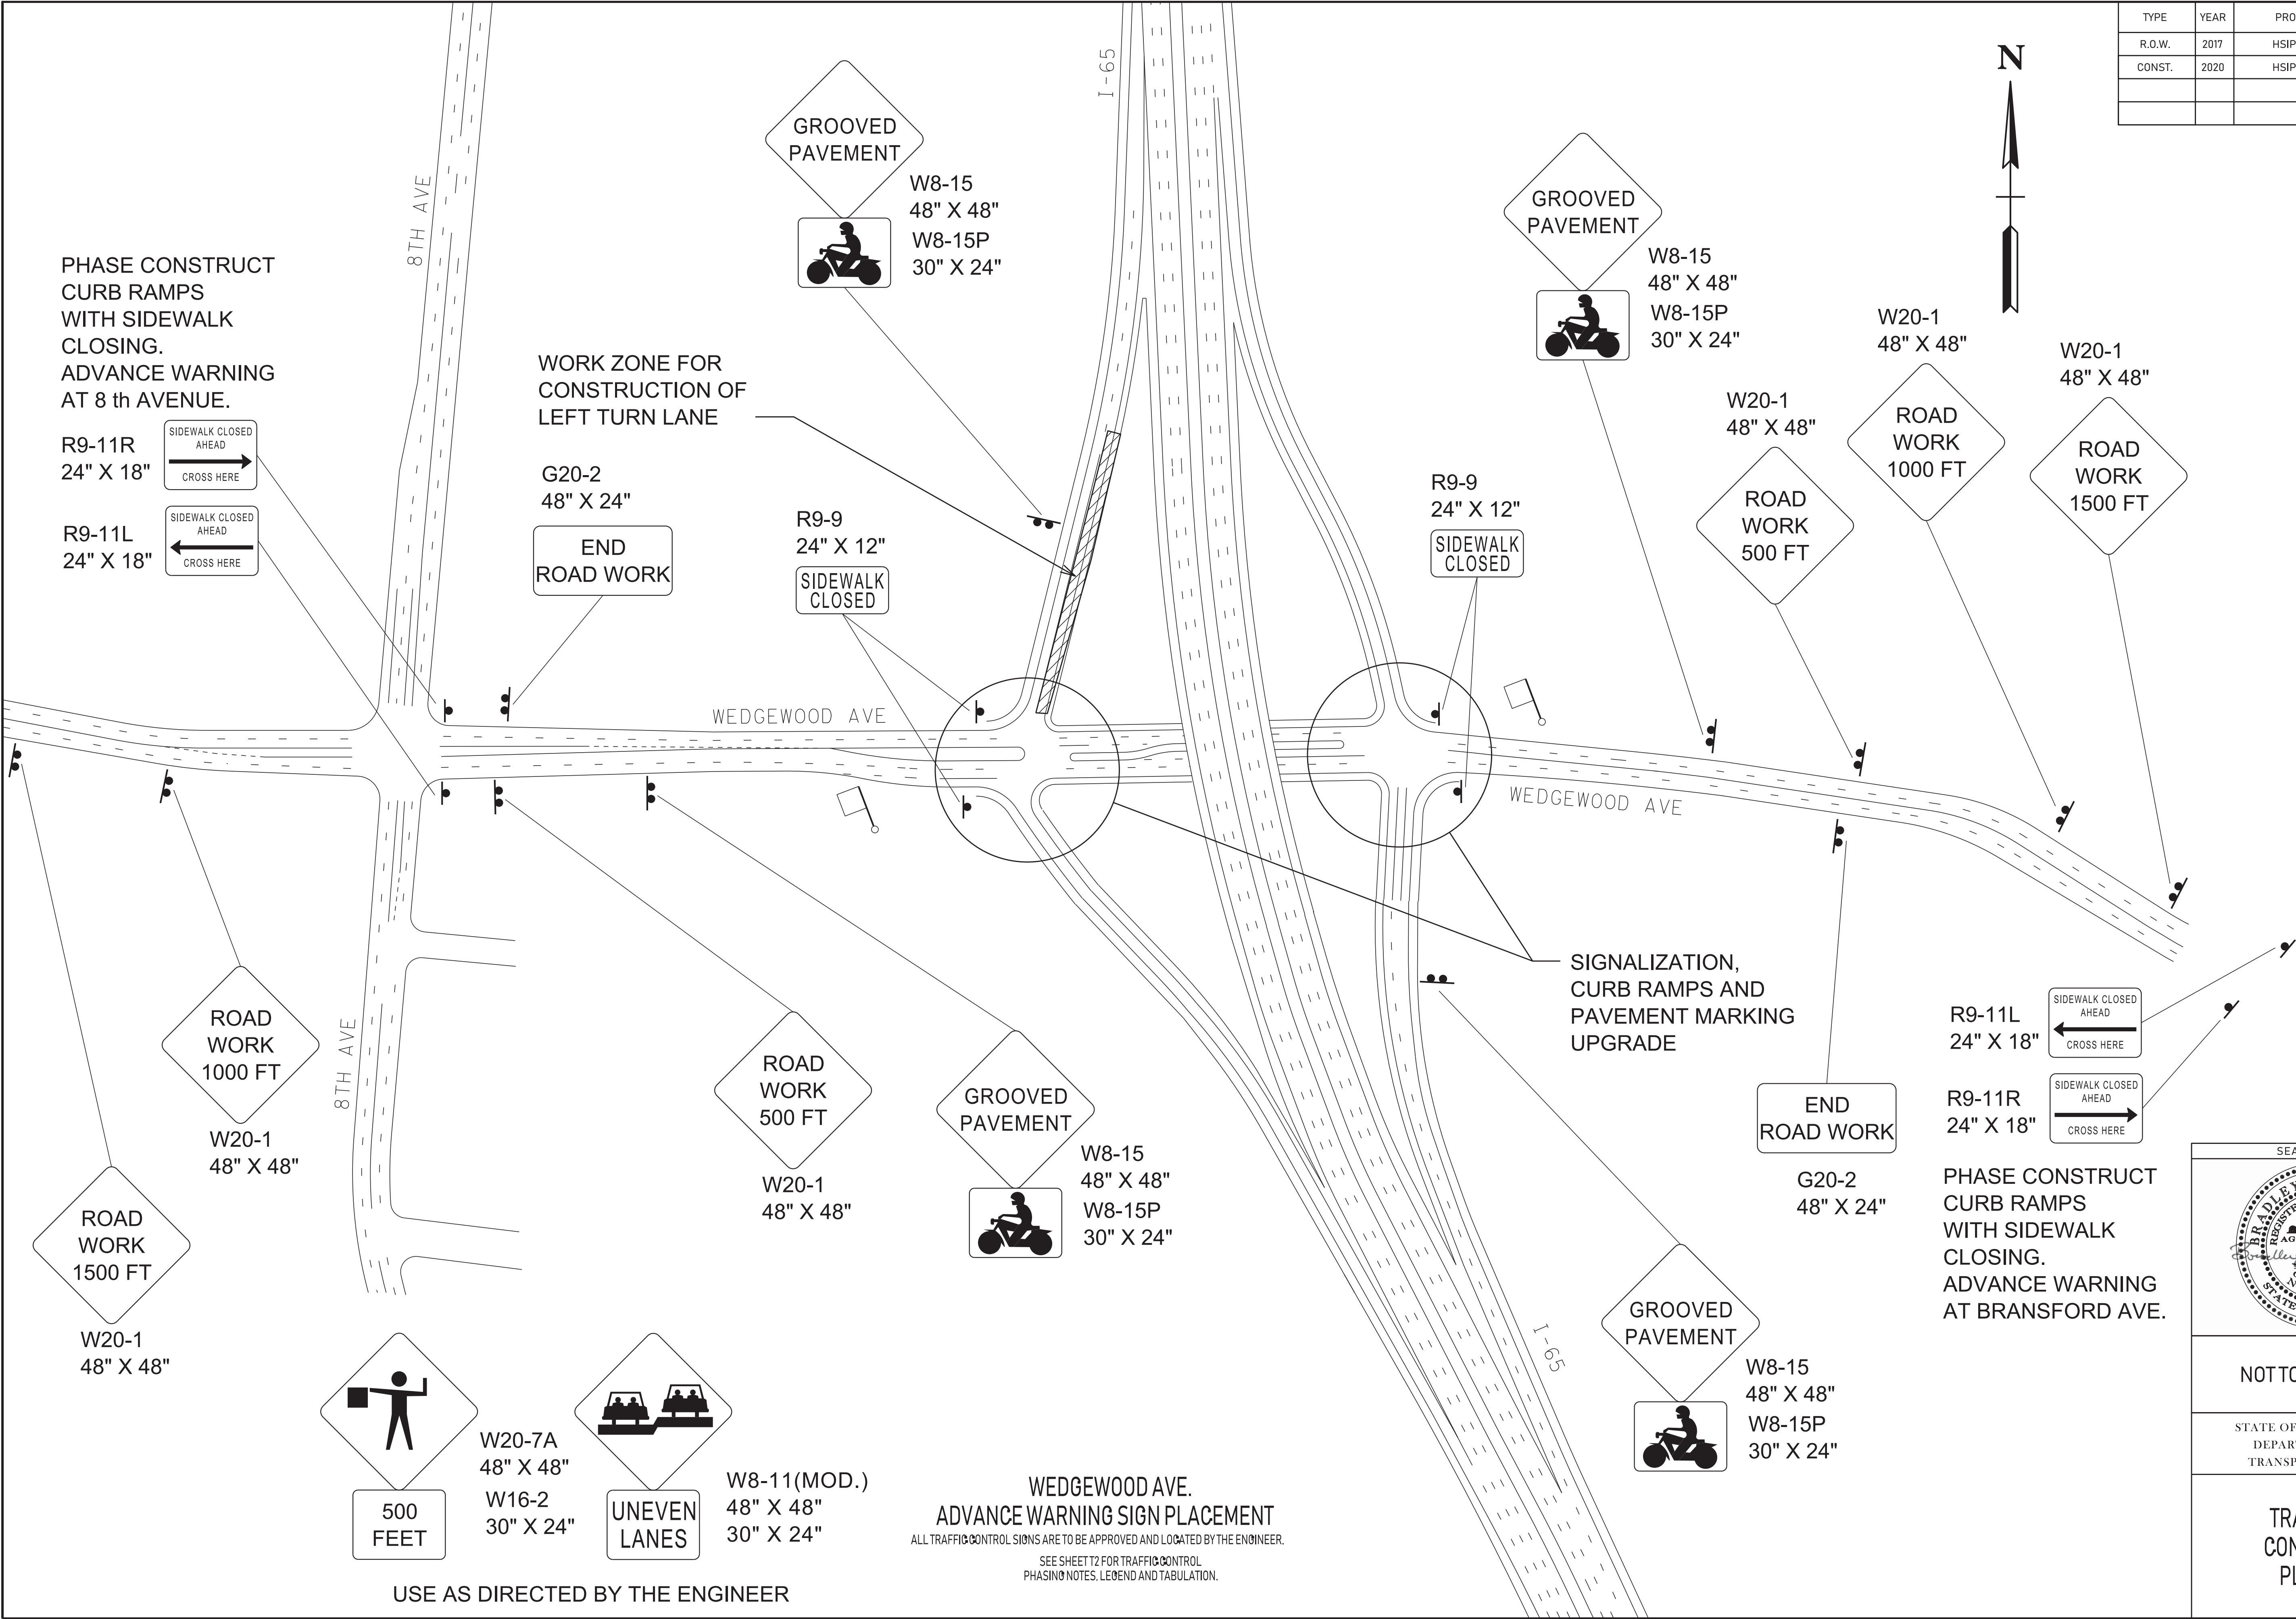 TYPE YEAR
R.O.W. 2017 HSIP
CONST. 2020 HSIP
N
I-65
8TH AVE
GROOVED
PAVEMENT
W8-15
48" X 48"
W8-15P
30" X 24"
GROOVED
PAVEMENT
W8-15
48" X 48"
W8-15P
30" X 24"
PHASE CONSTRUCT
CURB RAMPS
WITH SIDEWALK
CLOSING.
ADVANCE WARNING
AT 8 th AVENUE.
R9-11R
24" X 18"
SIDEWALK CLOSED
AHEAD
CROSS HERE
R9-11L
24" X 18"
SIDEWALK CLOSED
AHEAD
CROSS HERE
WORK ZONE FOR
CONSTRUCTION OF
LEFT TURN LANE
G20-2
48" X 24"
END
ROAD WORK
R9-9
24" X 12"
SIDEWALK
CLOSED
R9-9
24" X 12"
SIDEWALK
CLOSED
W20-1
48" X 48"
ROAD
WORK
500 FT
W20-1
48" X 48"
ROAD
WORK
1000 FT
W20-1
48" X 48"
ROAD
WORK
1500 FT
WEDGEWOOD AVE
WEDGEWOOD AVE
8TH AVE
ROAD
WORK
1000 FT
W20-1
48" X 48"
ROAD
WORK
1500 FT
W20-1
48" X 48"
ROAD
WORK
500 FT
W20-1
48" X 48"
GROOVED
PAVEMENT
W8-15
48" X 48"
W8-15P
30" X 24"
SIGNALIZATION,
CURB RAMPS AND
PAVEMENT MARKING
UPGRADE
END
ROAD WORK
G20-2
48" X 24"
R9-11L
24" X 18"
SIDEWALK CLOSED
AHEAD
CROSS HERE
R9-11R
24" X 18"
SIDEWALK CLOSED
AHEAD
CROSS HERE
PHASE CONSTRUCT
CURB RAMPS
WITH SIDEWALK
CLOSING.
ADVANCE WARNING
AT BRANSFORD AVE.
GROOVED
PAVEMENT
W8-15
48" X 48"
W8-15P
30" X 24"
I-65
W20-7A
48" X 48"
500
FEET
W16-2
30" X 24"
UNEVEN
LANES
W8-11(MOD.)
48" X 48"
30" X 24"
USE AS DIRECTED BY THE ENGINEER
WEDGEWOOD AVE.
ADVANCE WARNING SIGN PLACEMENT
ALL TRAFFIC CONTROL SIGNS ARE TO BE APPROVED AND LOCATED BY THE ENGINEER.
SEE SHEET T2 FOR TRAFFIC CONTROL
PHASING NOTES, LEGEND AND TABULATION.
BRADLEY
NOT TO
STATE OF